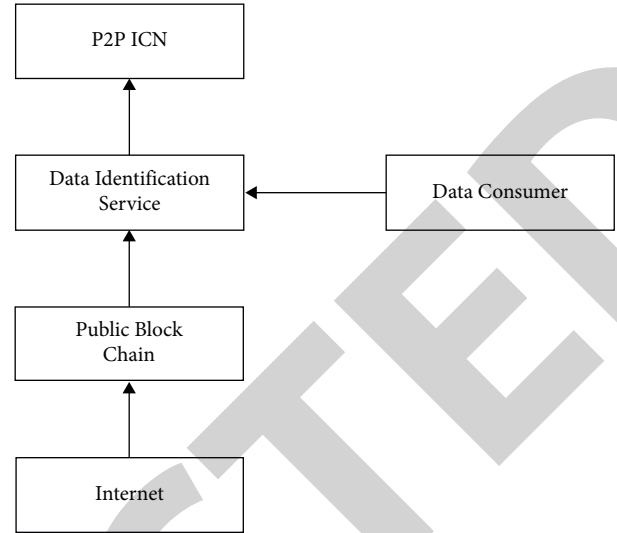 P2P ICN
Data Identification
Service
Data Consumer
Public Block
Chain
Internet